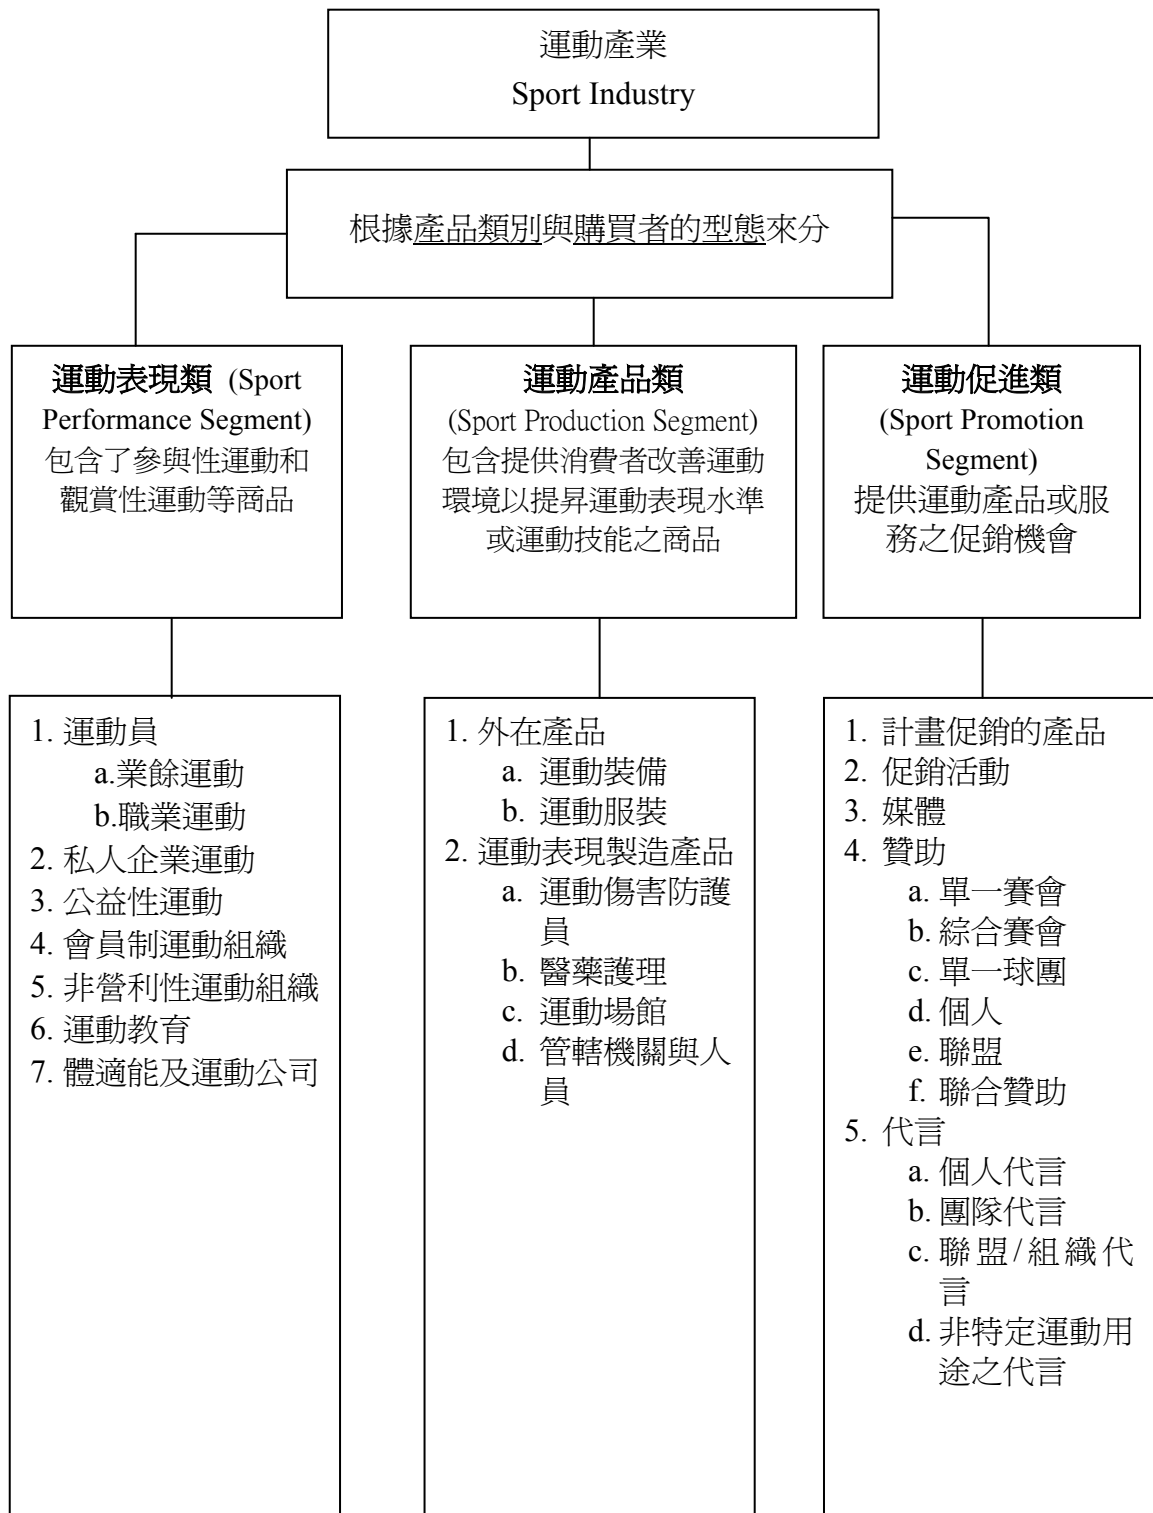 運動產業
Sport Industry
根據產品類別與購買者的型態來分
運動表現類 (Sport
Performance Segment)
包含了參與性運動和
觀賞性運動等商品
運動產品類
(Sport Production Segment)
包含提供消費者改善運動
環境以提昇運動表現水準
或運動技能之商品
運動促進類
(Sport Promotion
Segment)
提供運動產品或服
務之促銷機會
1. 運動員
a.業餘運動
b.職業運動
2. 私人企業運動
3. 公益性運動
4. 會員制運動組織
5. 非營利性運動組織
6. 運動教育
7. 體適能及運動公司
1. 外在產品
a. 運動裝備
b. 運動服裝
2. 運動表現製造產品
a. 運動傷害防護
員
b. 醫藥護理
c. 運動場館
d. 管轄機關與人
員
1. 計畫促銷的產品
2. 促銷活動
3. 媒體
4. 贊助
a. 單一賽會
b. 綜合賽會
c. 單一球團
d. 個人
e. 聯盟
f. 聯合贊助
5. 代言
a. 個人代言
b. 團隊代言
c. 聯盟/組織代
言
d. 非特定運動用
途之代言